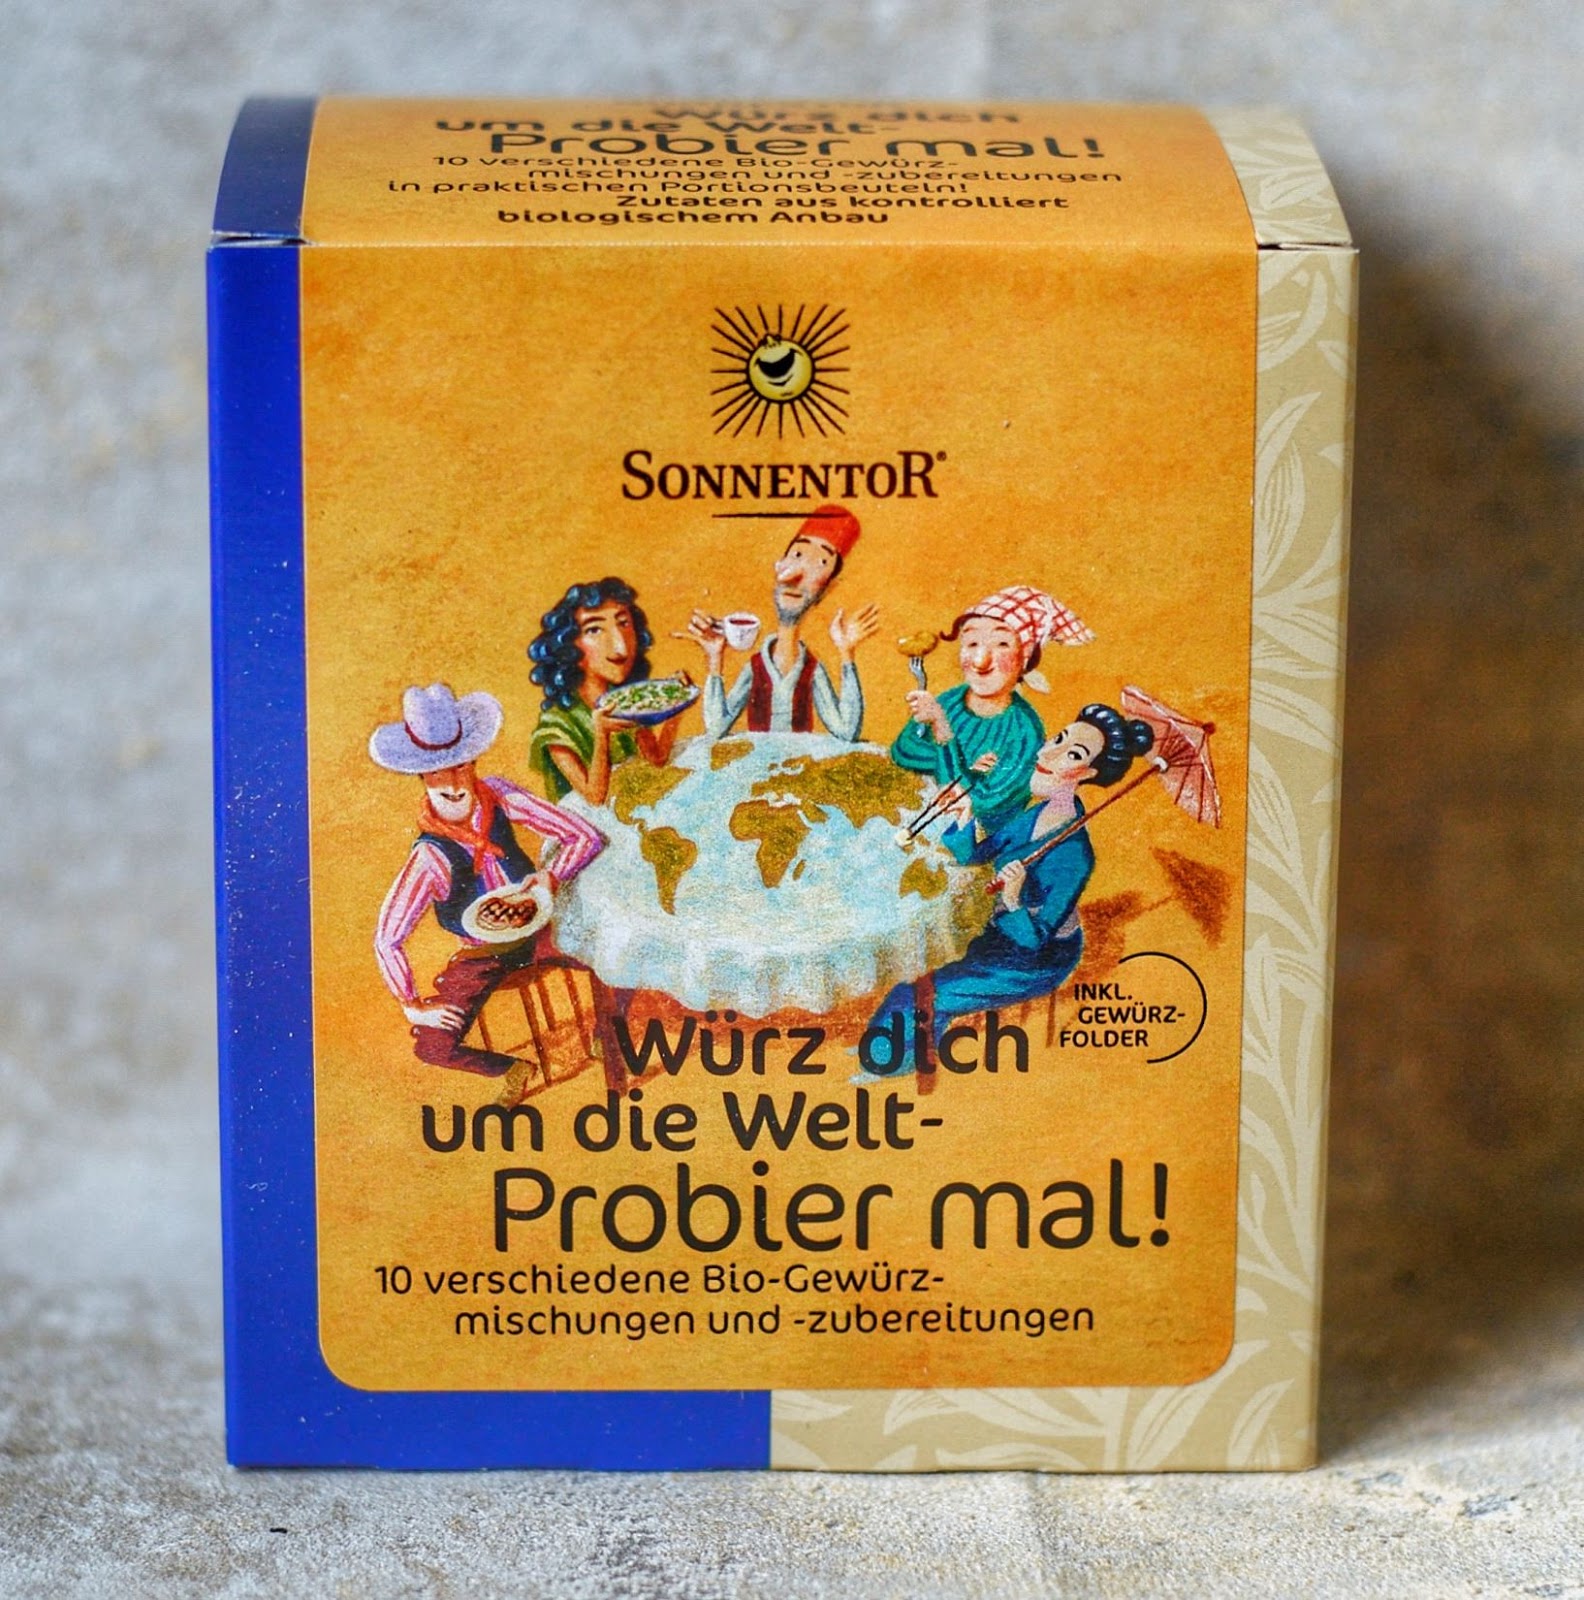 Würz dich
um die Welt-
Probier mal!
10 verschiedene Bio-Gewürz-
mischungen und -zubereitungen
in praktischen Portionsbeuteln!
Zutaten aus kontrolliert
biologischem Anbau
SONNENTOR®
INKL.
GEWÜRZ-
FOLDER
Würz dich
um die Welt-
Probier mal!
10 verschiedene Bio-Gewürz-
mischungen und -zubereitungen